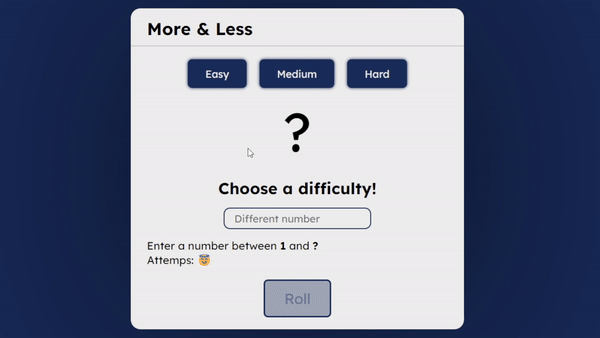 More & Less
Easy Medium Hard
?
Choose a difficulty!
Different number
Enter a number between 1 and ?
Attemps: 😇
Roll